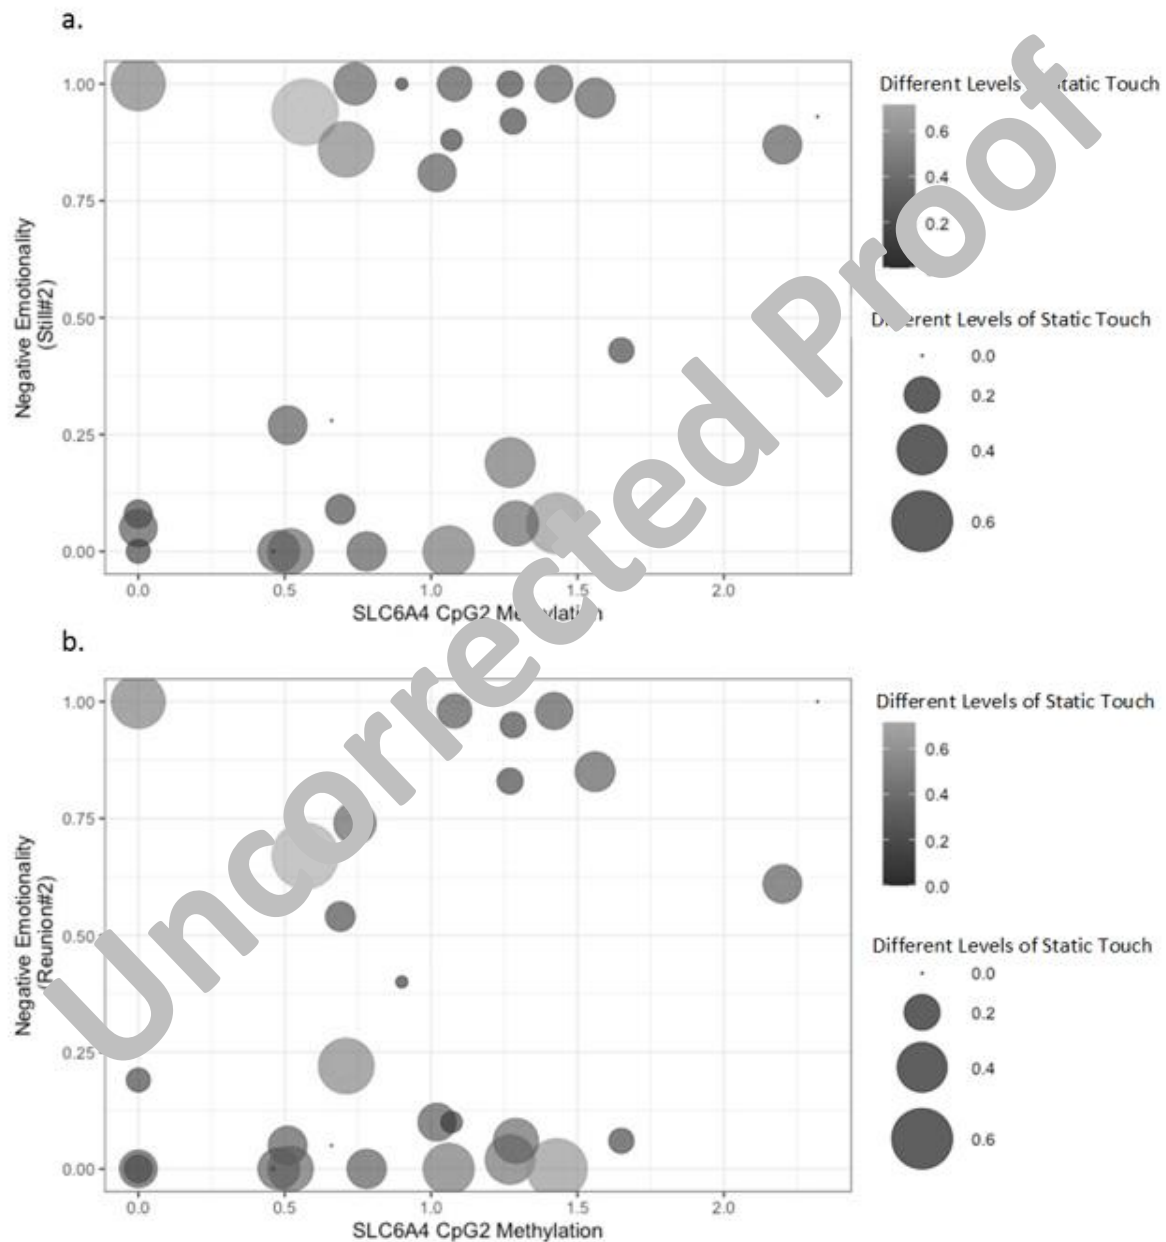 a.
Different Levels of Static Touch
1.00
0.75
0.50
0.25
0.00
Negative Emotionality
(Still#2)
0.6
0.4
0.2
Different Levels of Static Touch
0.0
0.2
0.4
0.6
0.0 0.5 1.0 1.5 2.0
SLC6A4 CpG2 Methylation
b.
Different Levels of Static Touch
1.00
0.75
0.50
0.25
0.00
Negative Emotionality
(Reunion#2)
0.6
0.4
0.2
0.0
Different Levels of Static Touch
0.0
0.2
0.4
0.6
0.0 0.5 1.0 1.5 2.0
SLC6A4 CpG2 Methylation
Uncorrected Proof